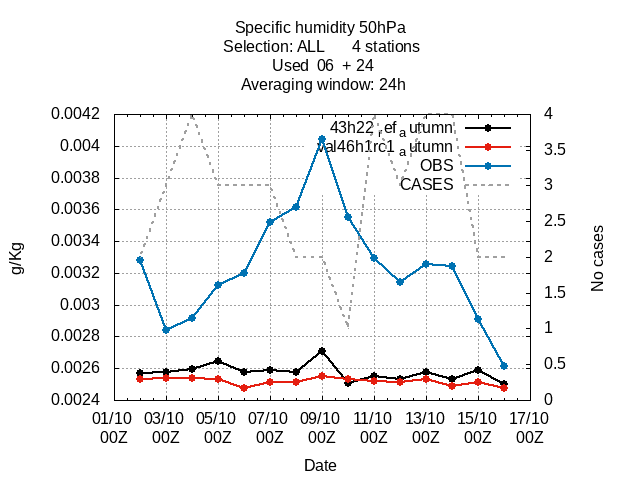 Specific humidity 50hPa
Selection: ALL 4 stations
Used 06 + 24
Averaging window: 24h
43h22_ref_autumn
val46h1rc1_autumn
OBS
CASES
g/Kg
0.0042
0.004
0.0038
0.0036
0.0034
0.0032
0.003
0.0028
0.0026
0.0024
No cases
4
3.5
3
2.5
2
1.5
1
0.5
0
01/10 03/10 05/10 07/10 09/10 11/10 13/10 15/10 17/10
00Z 00Z 00Z 00Z 00Z 00Z 00Z 00Z 00Z
Date